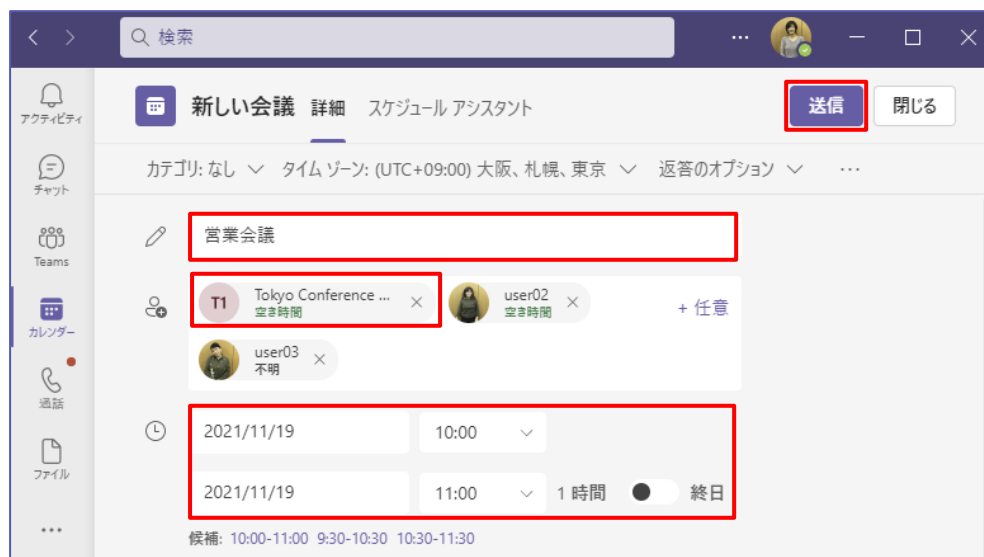 検索
アクティビティ
チャット
Teams
カレンダー
通話
ファイル
新しい会議 詳細 スケジュール アシスタント 送信 閉じる
カテゴリ: なし タイム ゾーン: (UTC+09:00) 大阪、札幌、東京 返答のオプション ...
営業会議
T1 Tokyo Conference ... 空き時間
user02 空き時間
+ 任意
user03 不明
2021/11/19 10:00
2021/11/19 11:00 1 時間 終日
候補: 10:00-11:00 9:30-10:30 10:30-11:30